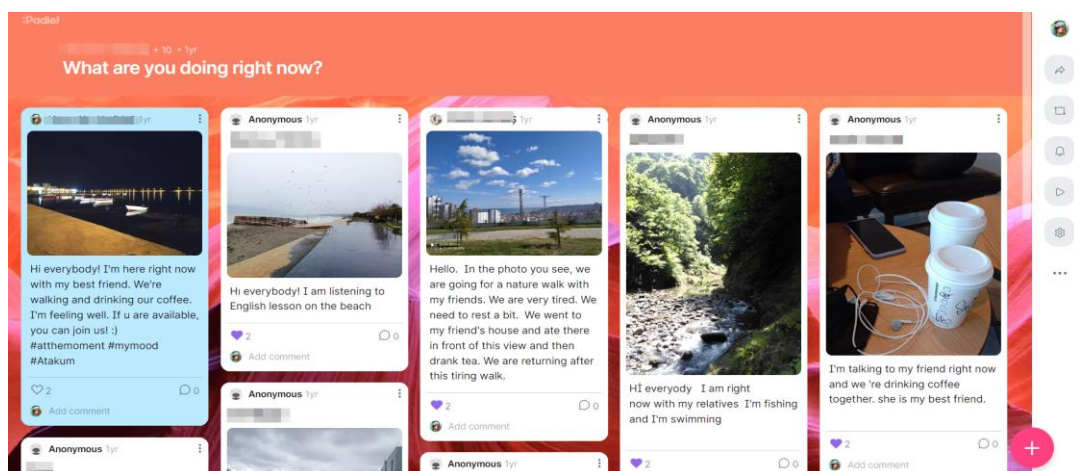 :Padlet
+ 10 • 1yr
What are you doing right now?
1yr
Hi everybody! I'm here right now
with my best friend. We're
walking and drinking our coffee.
I'm feeling well. If u are available,
you can join us! :)
#atthemoment #mymood
#Atakum
2
0
Add comment
Anonymous 1yr
Anonymous 1yr
Hı everybody! I am listening to
English lesson on the beach
2
0
Add comment
Anonymous 1yr
Ş 1yr
Hello. In the photo you see, we
are going for a nature walk with
my friends. We are very tired. We
need to rest a bit. We went to
my friend's house and ate there
in front of this view and then
drank tea. We are returning after
this tiring walk.
2
0
Add comment
Anonymous 1yr
Anonymous 1yr
Hİ everyody I am right
now with my relatives I'm fishing
and I'm swimming
2
0
Anonymous 1yr
I'm talking to my friend right now
and we 're drinking coffee
together. she is my best friend.
2
0
Add comment